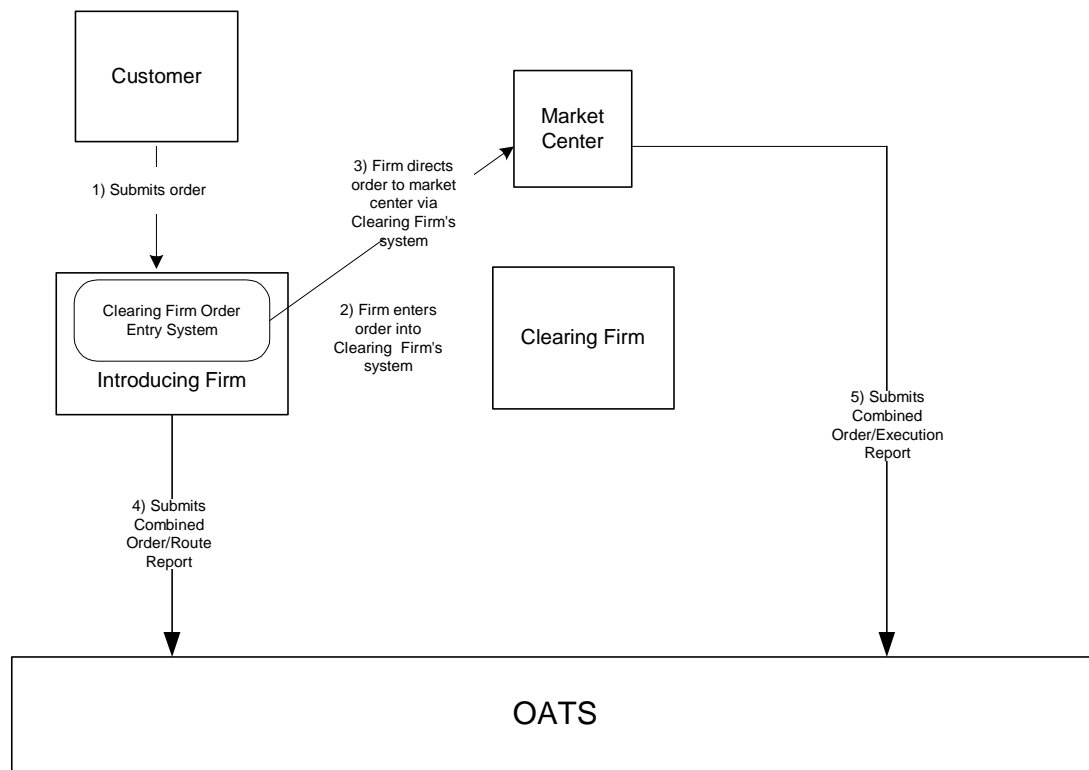 Customer
1) Submits order
Clearing Firm Order
Entry System
Introducing Firm
3) Firm directs
order to market
center via
Clearing Firm's
system
Market
Center
2) Firm enters
order into
Clearing Firm's
system
Clearing Firm
4) Submits
Combined
Order/Route
Report
5) Submits
Combined
Order/Execution
Report
OATS